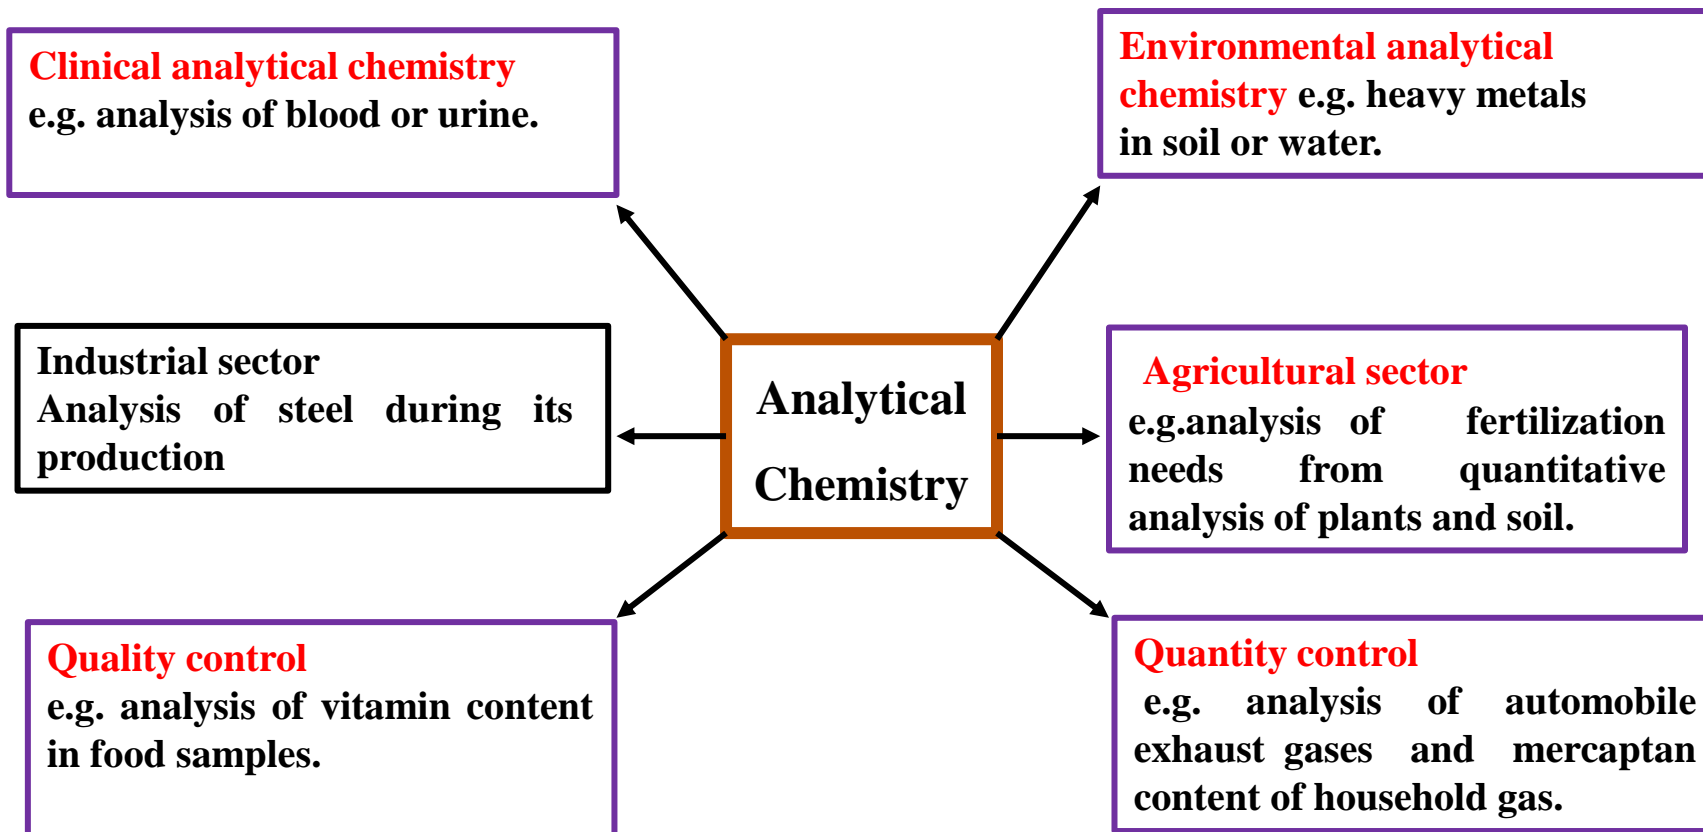 Clinical analytical chemistry
e.g. analysis of blood or urine.
Environmental analytical
chemistry e.g. heavy metals
in soil or water.
Industrial sector
Analysis of steel during its
production
Analytical
Chemistry
Agricultural sector
e.g.analysis of fertilization
needs from quantitative
analysis of plants and soil.
Quality control
e.g. analysis of vitamin content
in food samples.
Quantity control
e.g. analysis of automobile
exhaust gases and mercaptan
content of household gas.